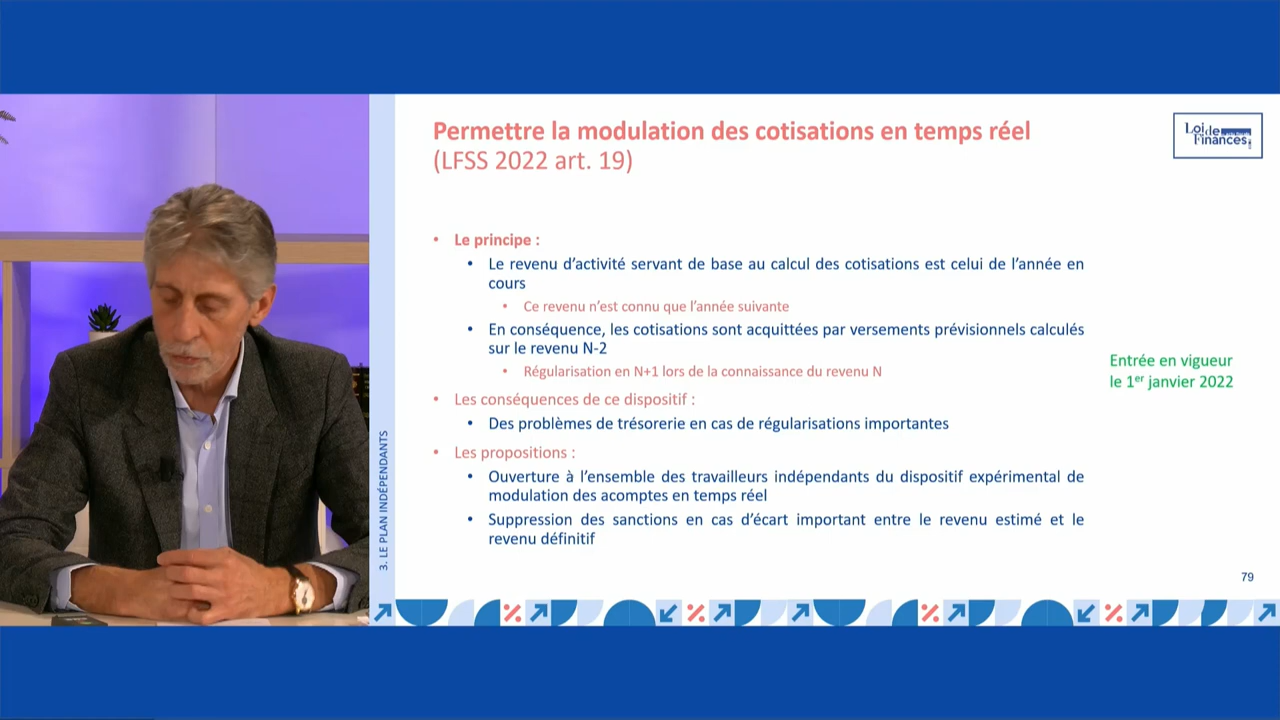 Permettre la modulation des cotisations en temps réel
(LFSS 2022 art. 19)
Loi de
Finances
• Le principe :
• Le revenu d’activité servant de base au calcul des cotisations est celui de l’année en
cours
• Ce revenu n’est connu que l’année suivante
• En conséquence, les cotisations sont acquittées par versements prévisionnels calculés
sur le revenu N-2
• Régularisation en N+1 lors de la connaissance du revenu N
• Les conséquences de ce dispositif :
• Des problèmes de trésorerie en cas de régularisations importantes
• Les propositions :
• Ouverture à l’ensemble des travailleurs indépendants du dispositif expérimental de
modulation des acomptes en temps réel
• Suppression des sanctions en cas d’écart important entre le revenu estimé et le
revenu définitif
Entrée en vigueur
le 1er janvier 2022
3. LE PLAN INDÉPENDANTS
79